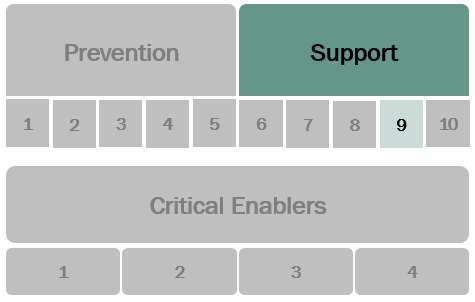 Prevention Support
1 2 3 4 5 6 7 8 9 10
Critical Enablers
1 2 3 4